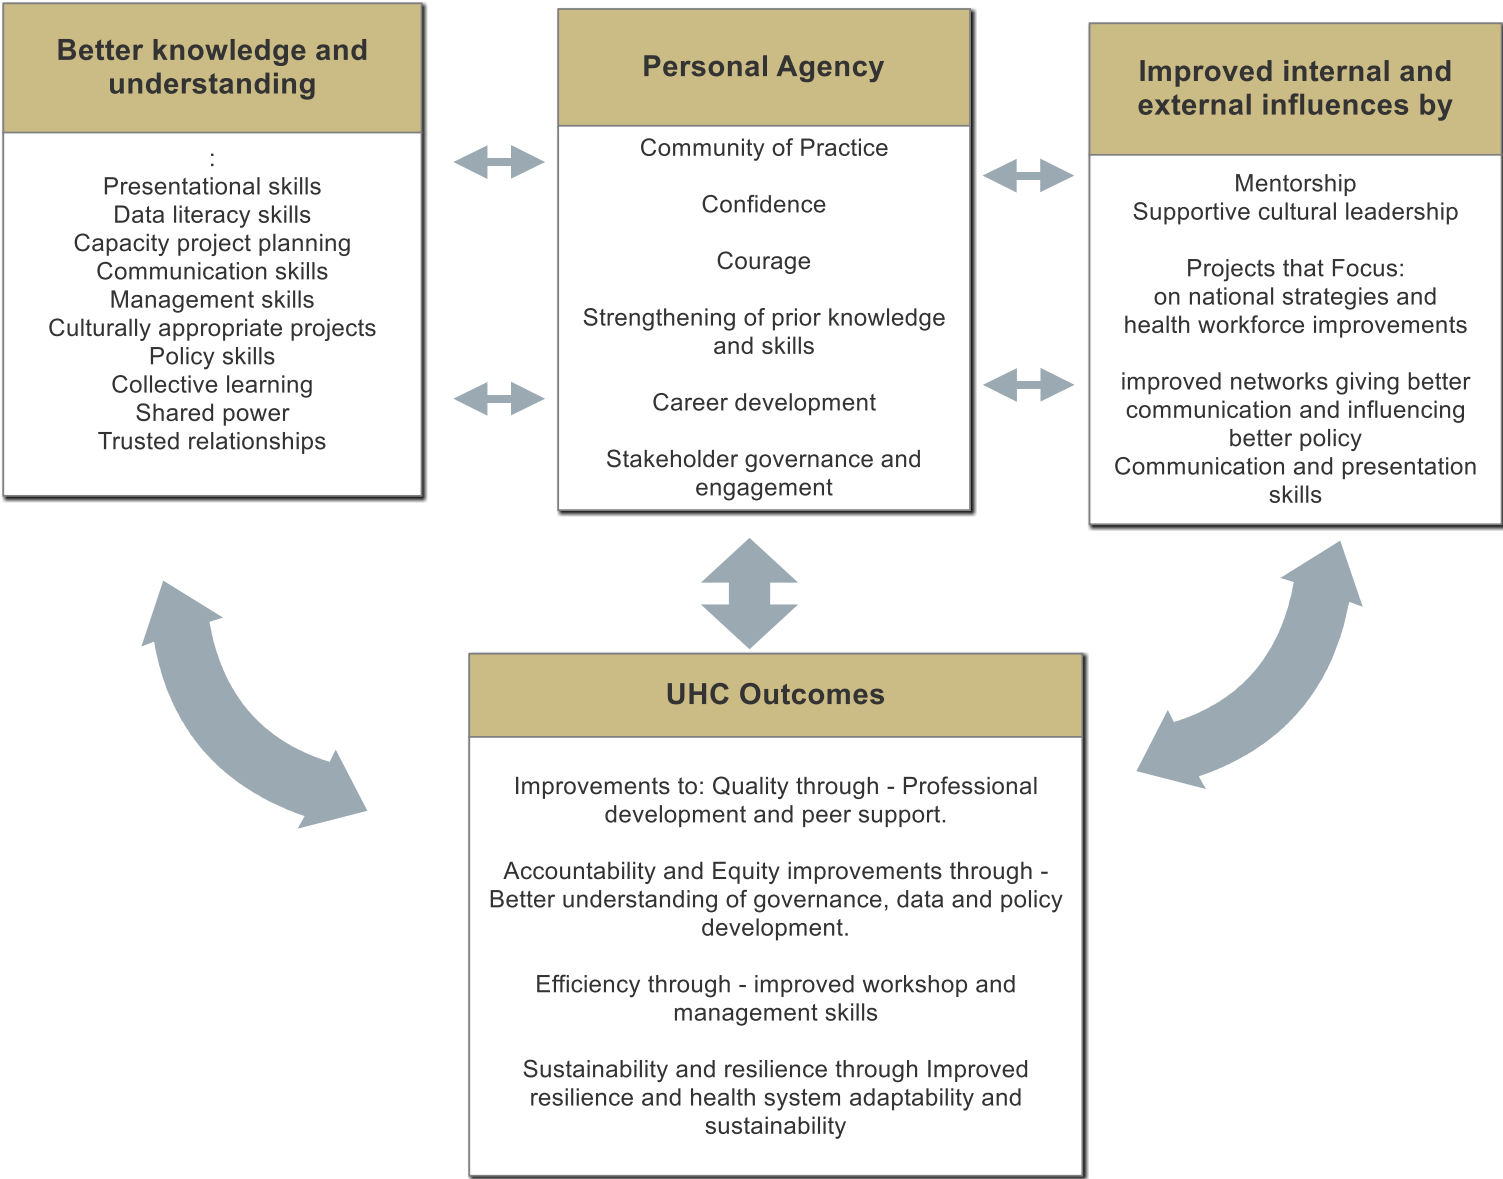 Better knowledge and
understanding
:
Presentational skills
Data literacy skills
Capacity project planning
Communication skills
Management skills
Culturally appropriate projects
Policy skills
Collective learning
Shared power
Trusted relationships
Personal Agency
Community of Practice
Confidence
Courage
Strengthening of prior knowledge
and skills
Career development
Stakeholder governance and
engagement
Improved internal and
external influences by
Mentorship
Supportive cultural leadership
Projects that Focus:
on national strategies and
health workforce improvements
improved networks giving better
communication and influencing
better policy
Communication and presentation
skills
UHC Outcomes
Improvements to: Quality through - Professional
development and peer support.
Accountability and Equity improvements through -
Better understanding of governance, data and policy
development.
Efficiency through - improved workshop and
management skills
Sustainability and resilience through Improved
resilience and health system adaptability and
sustainability